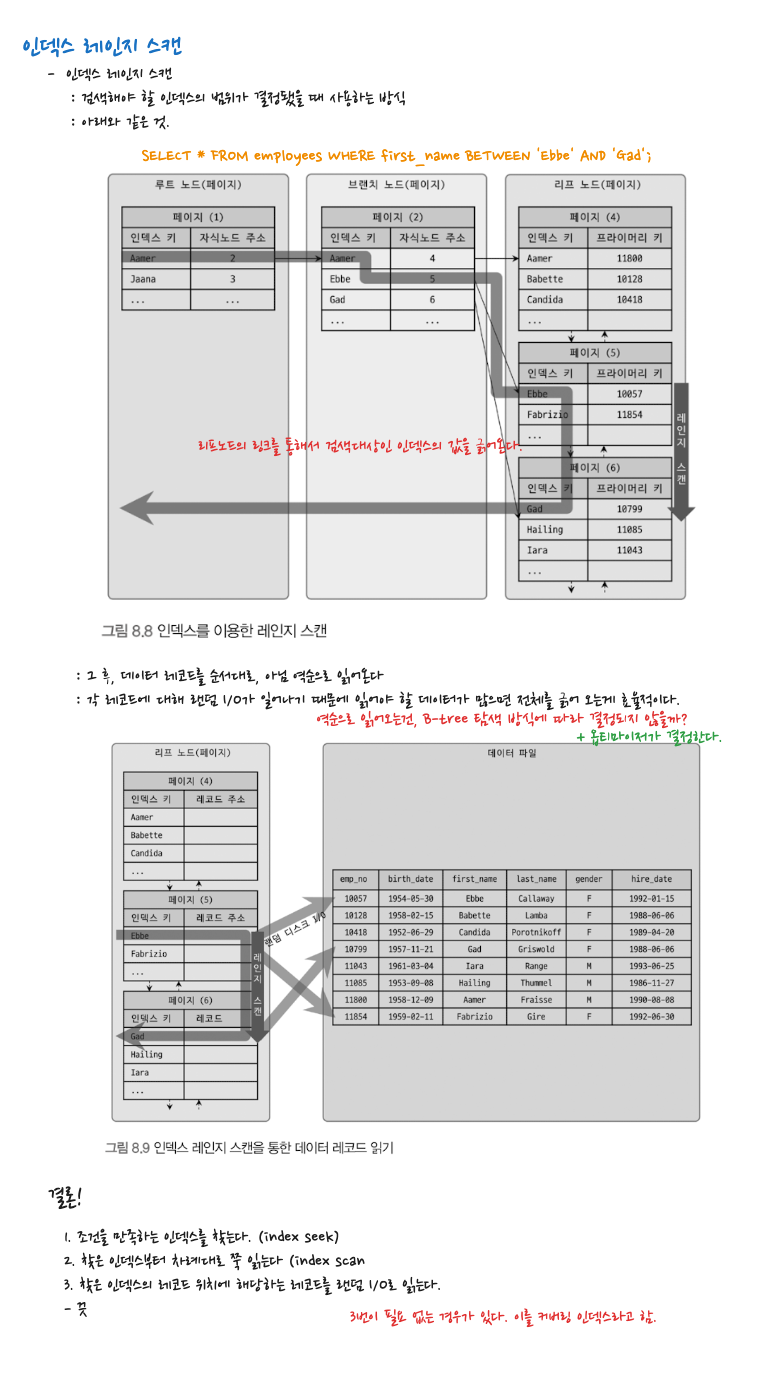 인덱스 레인지 스캔
- 인덱스 레인지 스캔
: 검색해야 할 인덱스의 범위가 결정됐을 때 사용하는 방식
: 아래와 같은 것.
SELECT * FROM employees WHERE first_name BETWEEN 'Ebbe' AND 'Gad';
루트 노드(페이지)
페이지 (1)
인덱스 키 자식노드 주소
Aamer 2
Jaana 3
... ...
브랜치 노드(페이지)
페이지 (2)
인덱스 키 자식노드 주소
Aamer 4
Ebbe 5
Gad 6
... ...
리프 노드(페이지)
페이지 (4)
인덱스 키 프라이머리 키
Aamer 11800
Babette 10128
Candida 10418
...
페이지 (5)
인덱스 키 프라이머리 키
Ebbe 10057
Fabrizio 11854
...
페이지 (6)
인덱스 키 프라이머리 키
Gad 10799
Hailing 11085
Iara 11043
...
레인지 스캔
리프노드의 링크를 통해서 검색대상인 인덱스의 값을 긁어온다.
그림 8.8 인덱스를 이용한 레인지 스캔
: 그 후, 데이터 레코드를 순서대로, 아님 역순으로 읽어온다
: 각 레코드에 대해 랜덤 I/O가 일어나기 때문에 읽어야 할 데이터가 많으면 전체를 긁어 오는게 효율적이다.
역순으로 읽어오는건, B-tree 탐색 방식에 따라 결정되지 않을까?
+ 옵티마이저가 결정한다.
리프 노드(페이지)
페이지 (4)
인덱스 키 레코드 주소
Aamer
Babette
Candida
...
페이지 (5)
인덱스 키 레코드 주소
Ebbe
Fabrizio
...
페이지 (6)
인덱스 키 레코드
Gad
Hailing
Iara
...
레인지 스캔
랜덤 디스크 I/O
데이터 파일
emp_no birth_date first_name last_name gender hire_date
10057 1954-05-30 Ebbe Callaway F 1992-01-15
10128 1958-02-15 Babette Lamba F 1988-06-06
10418 1952-06-29 Candida Porotnikoff F 1989-04-20
10799 1957-11-21 Gad Griswold F 1988-06-06
11043 1961-03-04 Iara Range M 1993-06-25
11085 1953-09-08 Hailing Thummel M 1986-11-27
11800 1958-12-09 Aamer Fraisse M 1990-08-08
11854 1959-02-11 Fabrizio Gire F 1992-06-30
그림 8.9 인덱스 레인지 스캔을 통한 데이터 레코드 읽기
결론!
1. 조건을 만족하는 인덱스를 찾는다. (index seek)
2. 찾은 인덱스부터 차례대로 쭉 읽는다 (index scan
3. 찾은 인덱스의 레코드 위치에 해당하는 레코드를 랜덤 I/O로 읽는다.
- 끗
3번이 필요 없는 경우가 있다. 이를 커버링 인덱스라고 함.